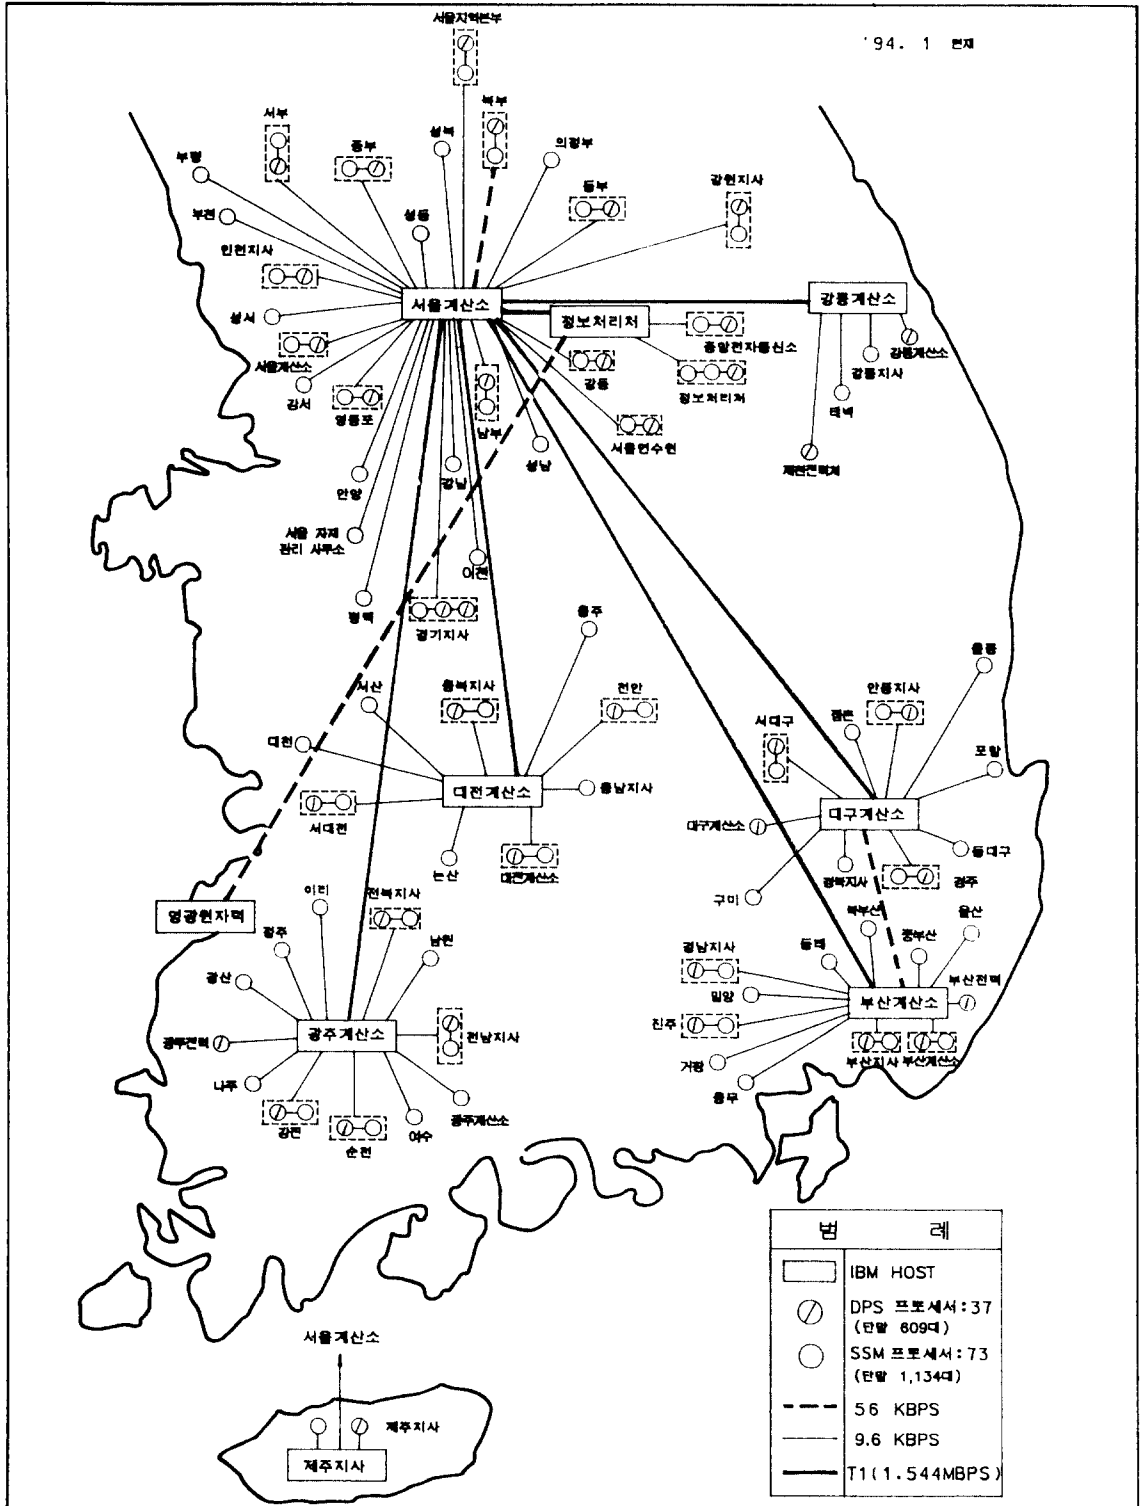 '94. 1 현재
서울지역본부
북부
서부
중부
성북
의정부
부평
동부
강원지사
부천
성동
인천지사
서울계산소
강릉계산소
정보처리처
강서
서울계산소
중앙전자통신소
강릉계산소
강릉지사
강동
정보처리처
태백
영등포
남부
서울연수원
성남
제천전력처
안양
강남
서울 자재
관리 사무소
이천
평택
경기지사
충주
울릉
서산
충북지사
천안
안동지사
점촌
서대구
대천
포항
대전계산소
충남지사
대구계산소
서대전
대구계산소
동대구
논산
대전계산소
경북지사
경주
구미
영광원자력
이리
전북지사
북부산
울산
정주
남원
동래
중부산
경남지사
광산
밀양
부산계산소
부산전력
광주계산소
전남지사
진주
광주전력
거창
부산지사
부산계산소
나주
충무
강진
순천
여수
광주계산소
범 례
IBM HOST
DPS 프로세서:37
(단말 609대)
SSM 프로세서:73
(단말 1,134대)
56 KBPS
9.6 KBPS
T1(1.544MBPS)
서울계산소
제주지사
제주지사